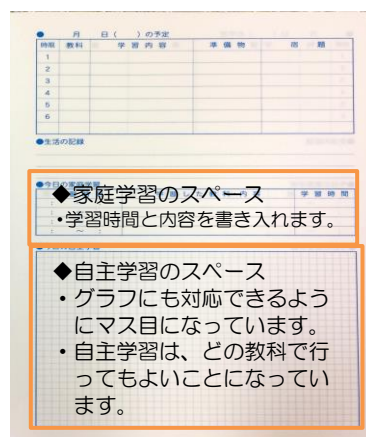 ● 月 日（ ）の予定
時限 教科 学習内容 準備物 宿題
1
2
3
4
5
6
●生活の記録
◆家庭学習のスペース
・学習時間と内容を書き入れます。
学習時間
◆自主学習のスペース
・グラフにも対応できるよう
にマス目になっています。
・自主学習は、どの教科で行
ってもよいことになってい
ます。